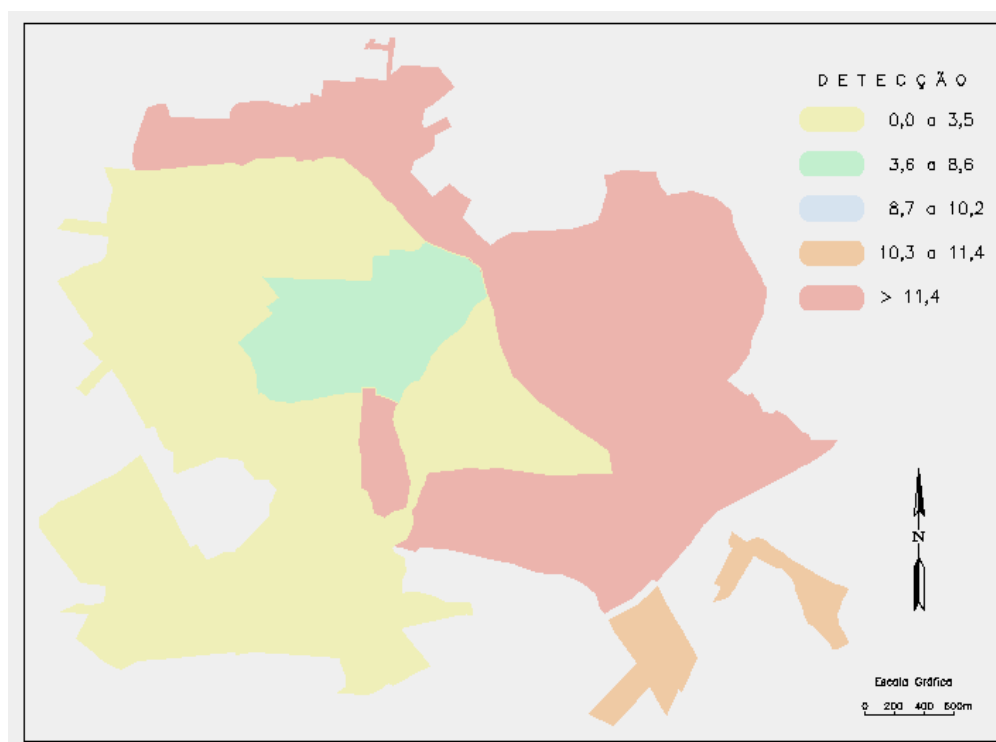 DETECÇÃO
0,0 a 3,5
3,6 a 8,6
8,7 a 10,2
10,3 a 11,4
> 11,4
N
Escala Gráfica
0 200 400 600m